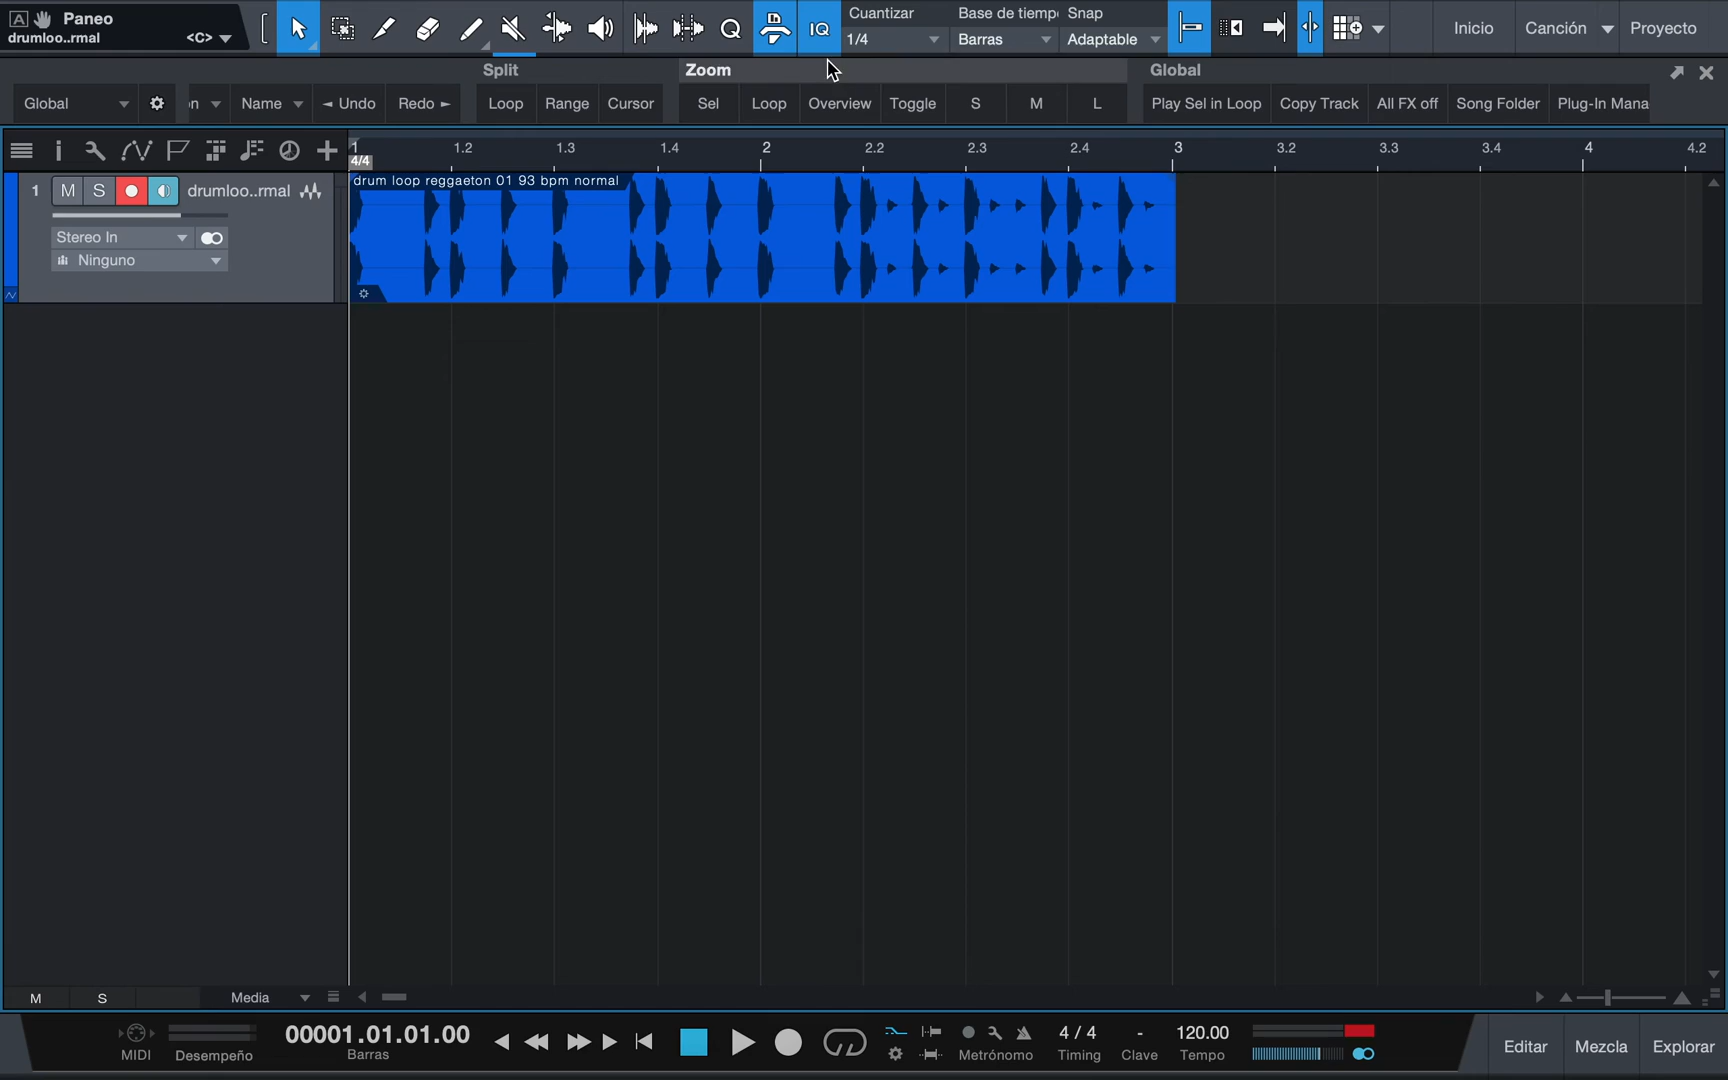 A Paneo
drumloo..rmal <C>
IQ
Cuantizar
1/4
Base de tiemp
Barras
Snap
Adaptable
Inicio
Canción
Proyecto
Split
Zoom
Global
Global
on
Name
◄ Undo
Redo ►
Loop
Range
Cursor
Sel
Loop
Overview
Toggle
S
M
L
Play Sel in Loop
Copy Track
All FX off
Song Folder
Plug-In Mana
1 1.2 1.3 1.4 2 2.2 2.3 2.4 3 3.2 3.3 3.4 4 4.2
4/4
1 M S drumloo..rmal
drum loop reggaeton 01 93 bpm normal
Stereo In
Ninguno
M S Media
MIDI
Desempeño
00001.01.01.00
Barras
Metrónomo
4 / 4
Timing
-
Clave
120.00
Tempo
Editar
Mezcla
Explorar